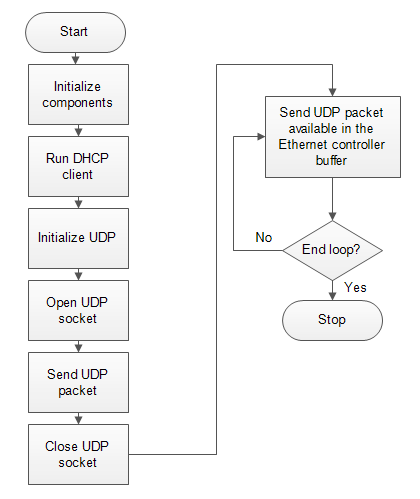 Start
Initialize
components
Run DHCP
client
Initialize UDP
Open UDP
socket
Send UDP
packet
Close UDP
socket
Send UDP packet
available in the
Ethernet controller
buffer
End loop?
No
Yes
Stop